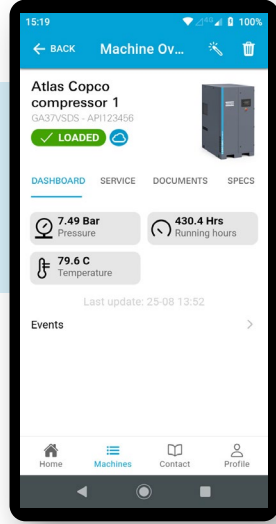 15:19
4G
100%
BACK
Machine Ov...
Atlas Copco
compressor 1
GA37VSDS - API123456
LOADED
DASHBOARD SERVICE DOCUMENTS SPECS
7.49 Bar
Pressure
430.4 Hrs
Running hours
79.6 C
Temperature
Last update: 25-08 13:52
Events
Home Machines Contact Profile